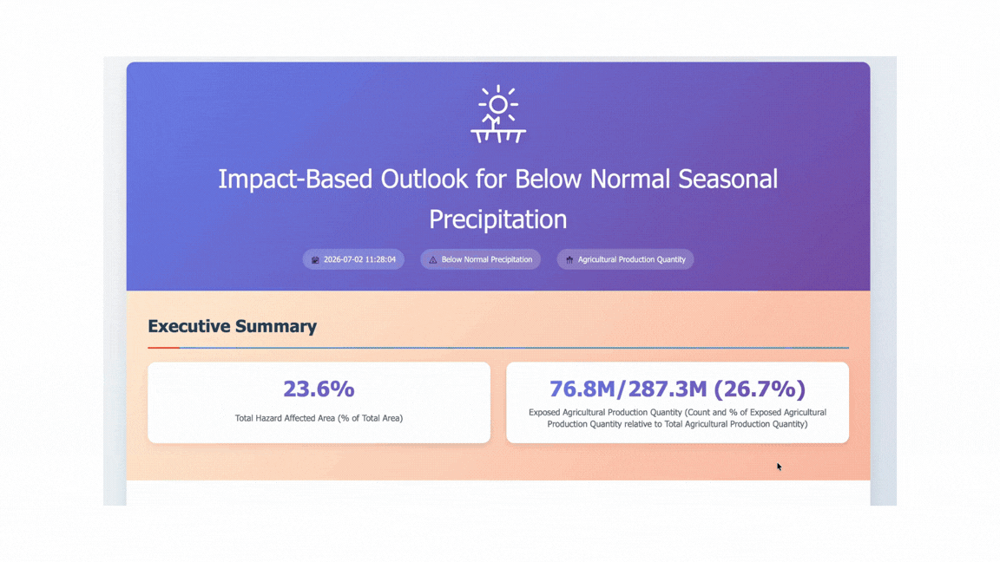 Impact-Based Outlook for Below Normal Seasonal
Precipitation
2026-07-02 11:28:04
Below Normal Precipitation
Agricultural Production Quantity
Executive Summary
23.6%
Total Hazard Affected Area (% of Total Area)
76.8M/287.3M (26.7%)
Exposed Agricultural Production Quantity (Count and % of Exposed Agricultural
Production Quantity relative to Total Agricultural Production Quantity)